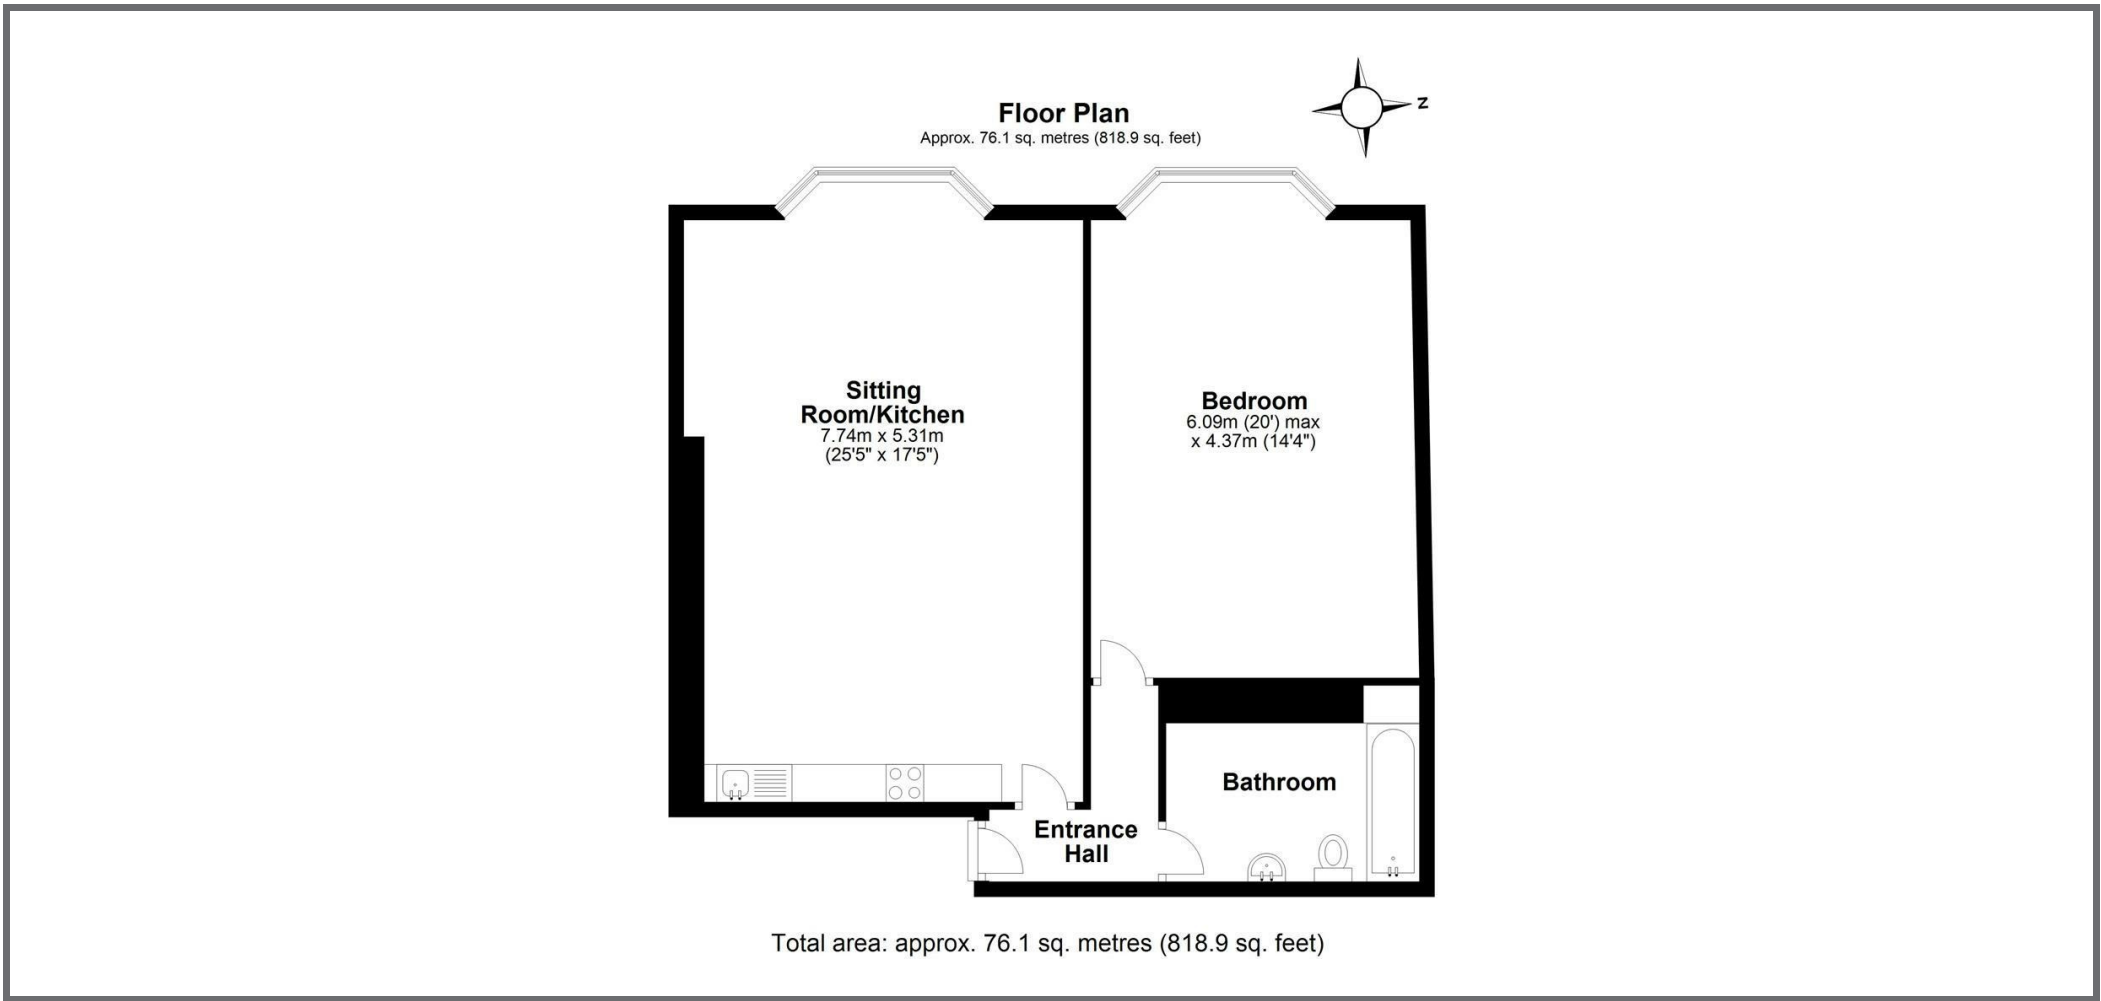 Floor Plan
Approx. 76.1 sq. metres (818.9 sq. feet)
N
Sitting
Room/Kitchen
7.74m x 5.31m
(25'5" x 17'5")
Bedroom
6.09m (20') max
x 4.37m (14'4")
Bathroom
Entrance
Hall
Total area: approx. 76.1 sq. metres (818.9 sq. feet)